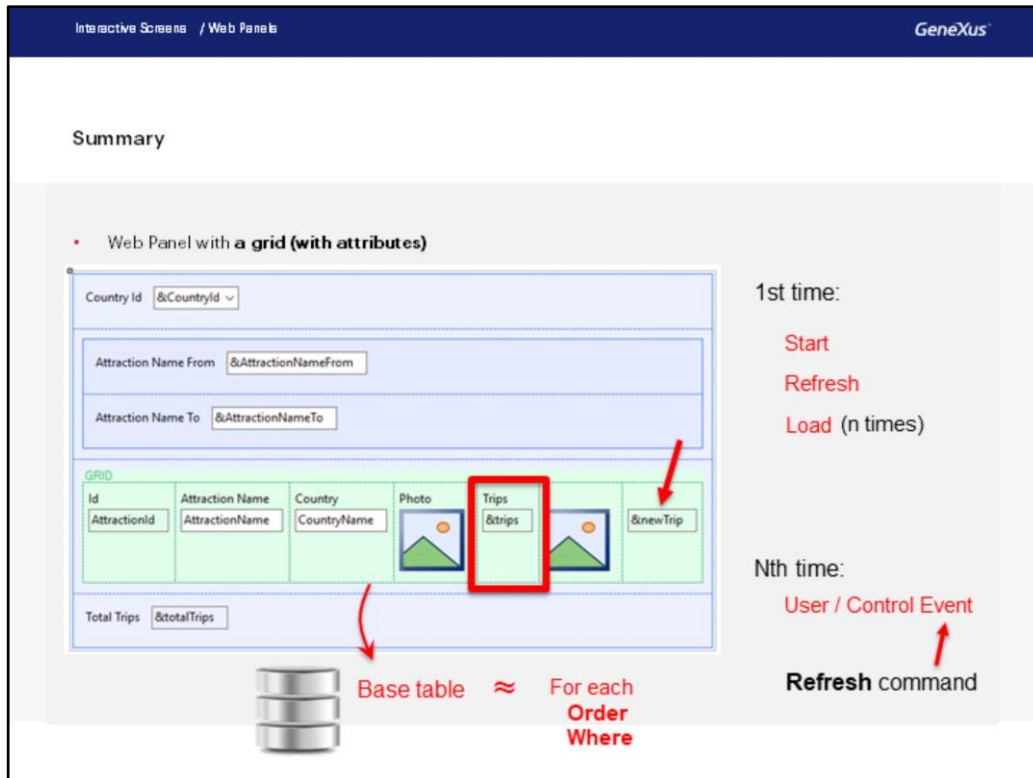 Interactive Screens / Web Panels
GeneXus
Summary
• Web Panel with a grid (with attributes)
Country Id &CountryId
Attraction Name From &AttractionNameFrom
Attraction Name To &AttractionNameTo
GRID
Id Attraction Name Country Photo Trips
AttractionId AttractionName CountryName &trips &newTrip
Total Trips &totalTrips
1st time:
Start
Refresh
Load (n times)
Nth time:
User / Control Event
Refresh command
Base table ≈ For each
Order
Where